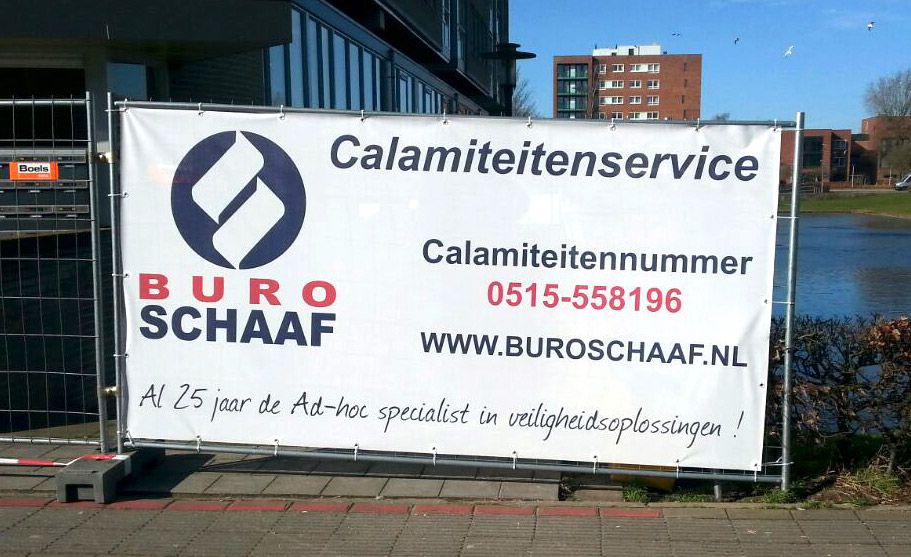 Boels
Calamiteitenservice
BURO
SCHAAF
Calamiteitennummer
0515-558196
WWW.BUROSCHAAF.NL
Al 25 jaar de Ad-hoc specialist in veiligheidsoplossingen !